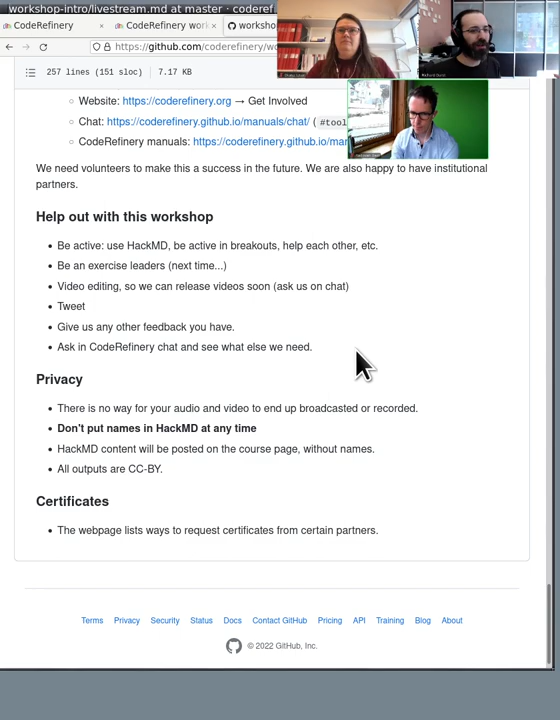 workshop-intro/livestream.md at master · coderef
CodeRefinery ×
CodeRefinery wor ×
worksho
https://github.com/coderefinery/wo
257 lines (151 sloc) 7.17 KB
Website: https://coderefinery.org → Get Involved
Chat: https://coderefinery.github.io/manuals/chat/ ( #tool
CodeRefinery manuals: https://coderefinery.github.io/mar
We need volunteers to make this a success in the future. We are also happy to have institutional
partners.
Help out with this workshop
Be active: use HackMD, be active in breakouts, help each other, etc.
Be an exercise leaders (next time...)
Video editing, so we can release videos soon (ask us on chat)
Tweet
Give us any other feedback you have.
Ask in CodeRefinery chat and see what else we need.
Privacy
There is no way for your audio and video to end up broadcasted or recorded.
Don't put names in HackMD at any time
HackMD content will be posted on the course page, without names.
All outputs are CC-BY.
Certificates
The webpage lists ways to request certificates from certain partners.
Terms Privacy Security Status Docs Contact GitHub Pricing API Training Blog About
© 2022 GitHub, Inc.